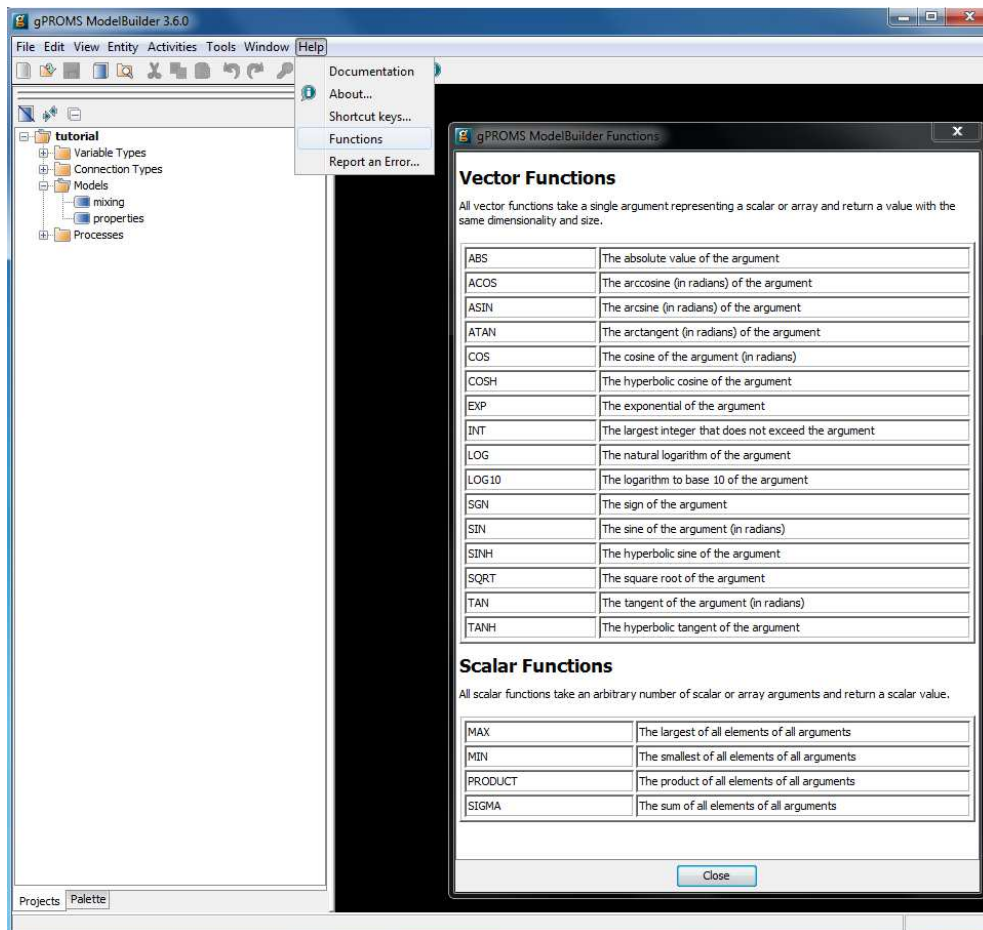 gPROMS ModelBuilder 3.6.0
File Edit View Entity Activities Tools Window Help
Documentation
About...
Shortcut keys...
Functions
Report an Error...
tutorial
Variable Types
Connection Types
Models
mixing
properties
Processes
gPROMS ModelBuilder Functions
Vector Functions
All vector functions take a single argument representing a scalar or array and return a value with the
same dimensionality and size.
ABS The absolute value of the argument
ACOS The arccosine (in radians) of the argument
ASIN The arcsine (in radians) of the argument
ATAN The arctangent (in radians) of the argument
COS The cosine of the argument (in radians)
COSH The hyperbolic cosine of the argument
EXP The exponential of the argument
INT The largest integer that does not exceed the argument
LOG The natural logarithm of the argument
LOG10 The logarithm to base 10 of the argument
SGN The sign of the argument
SIN The sine of the argument (in radians)
SINH The hyperbolic sine of the argument
SQRT The square root of the argument
TAN The tangent of the argument (in radians)
TANH The hyperbolic tangent of the argument
Scalar Functions
All scalar functions take an arbitrary number of scalar or array arguments and return a scalar value.
MAX The largest of all elements of all arguments
MIN The smallest of all elements of all arguments
PRODUCT The product of all elements of all arguments
SIGMA The sum of all elements of all arguments
Close
Projects Palette